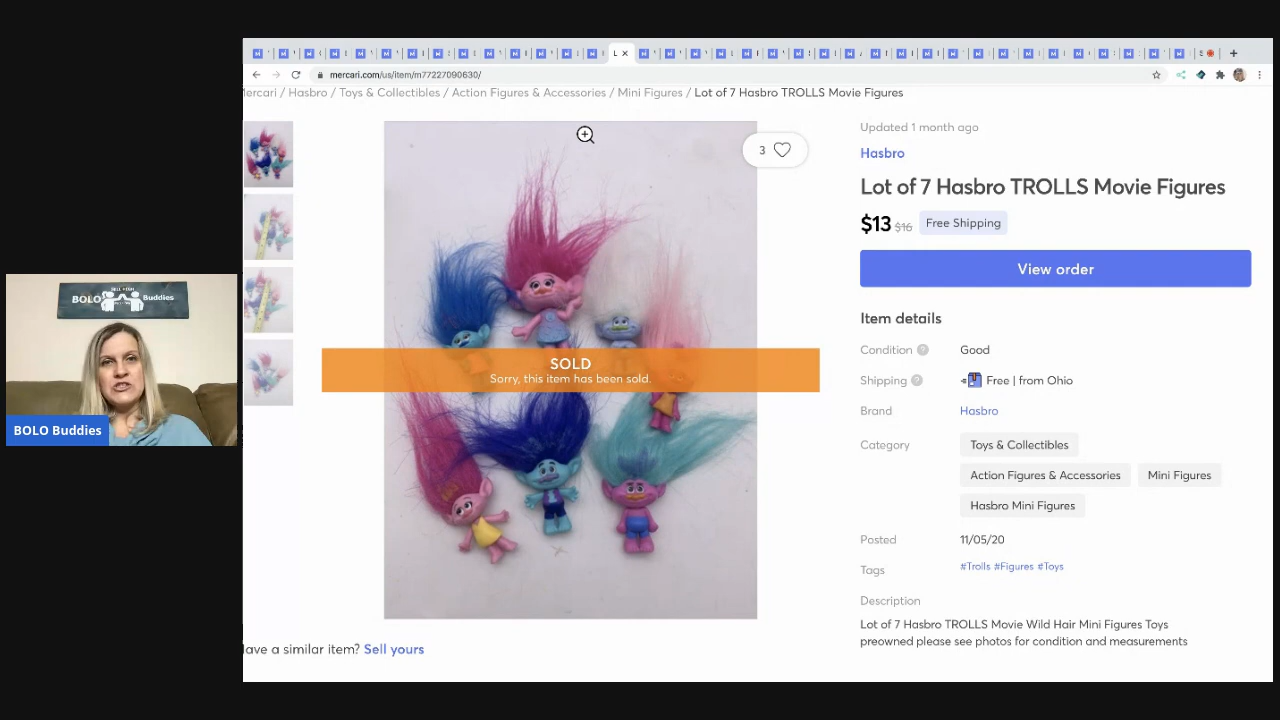 mercari.com/us/item/m77227090630/
Mercari / Hasbro / Toys & Collectibles / Action Figures & Accessories / Mini Figures / Lot of 7 Hasbro TROLLS Movie Figures
3
SOLD
Sorry, this item has been sold.
ave a similar item? Sell yours
Updated 1 month ago
Hasbro
Lot of 7 Hasbro TROLLS Movie Figures
$13 $16 Free Shipping
View order
Item details
Condition ? Good
Shipping ? Free | from Ohio
Brand Hasbro
Category Toys & Collectibles
Action Figures & Accessories Mini Figures
Hasbro Mini Figures
Posted 11/05/20
Tags #Trolls #Figures #Toys
Description
Lot of 7 Hasbro TROLLS Movie Wild Hair Mini Figures Toys
preowned please see photos for condition and measurements
BOLO Buddies
BOLO Buddies